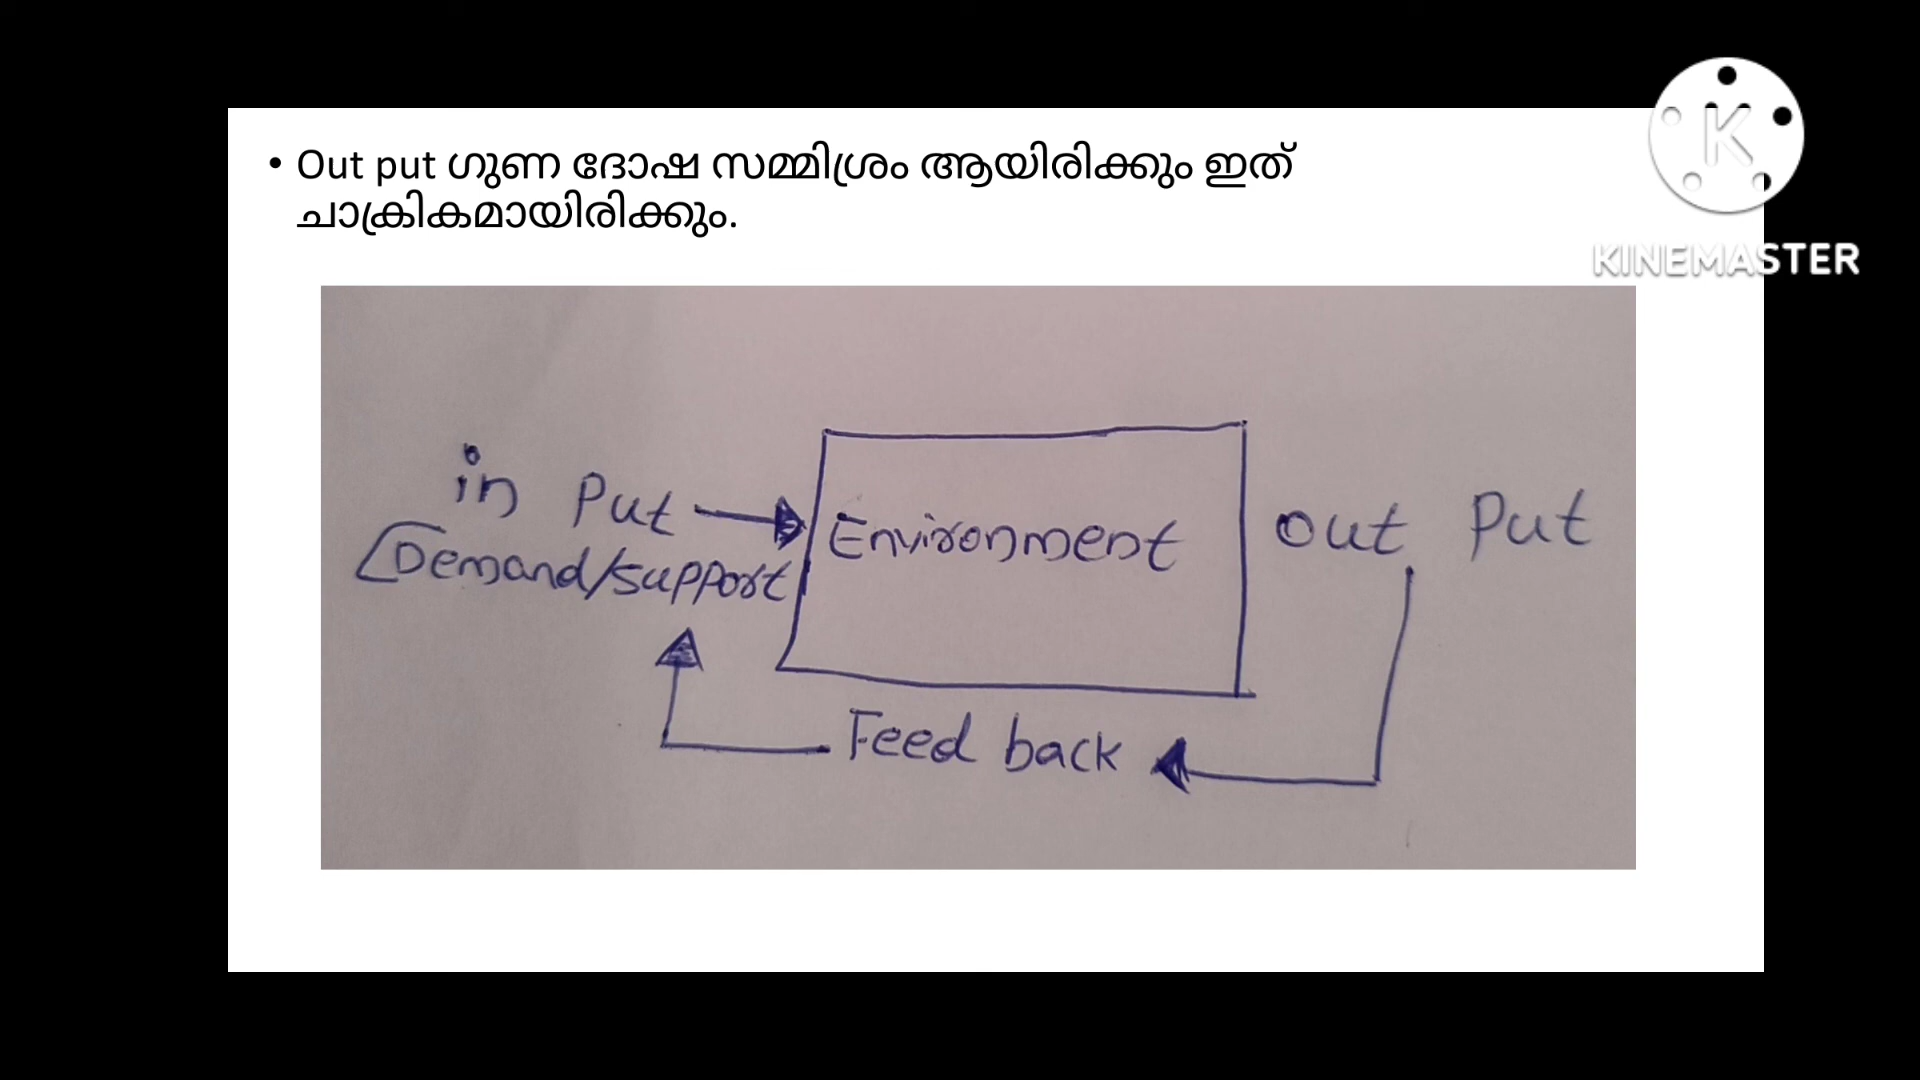 • Out put ഗുണ ദോഷ സമ്മിശ്രം ആയിരിക്കും ഇത്
ചാക്രികമായിരിക്കും.
K
KINEMASTER
in Put
Demand/support
Environment
out Put
Feed back